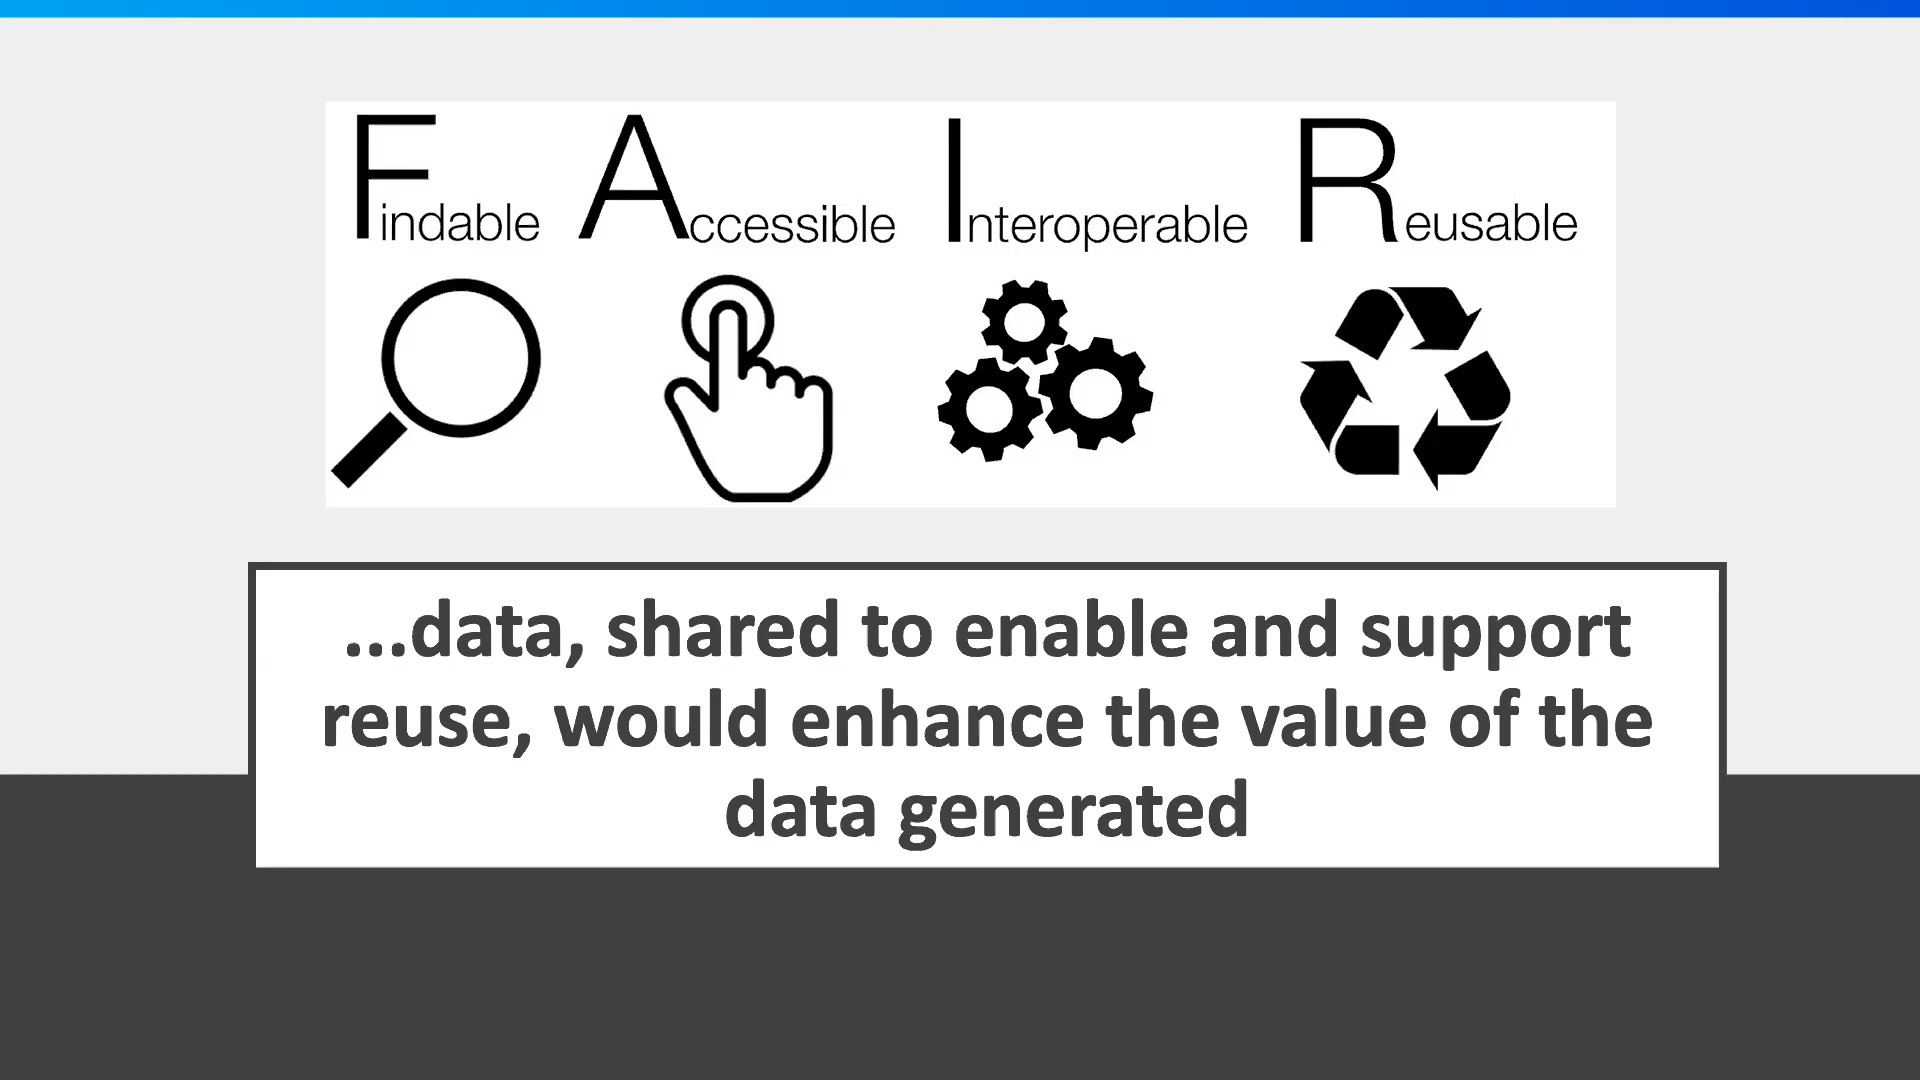 Findable Accessible Interoperable Reusable
...data, shared to enable and support
reuse, would enhance the value of the
data generated